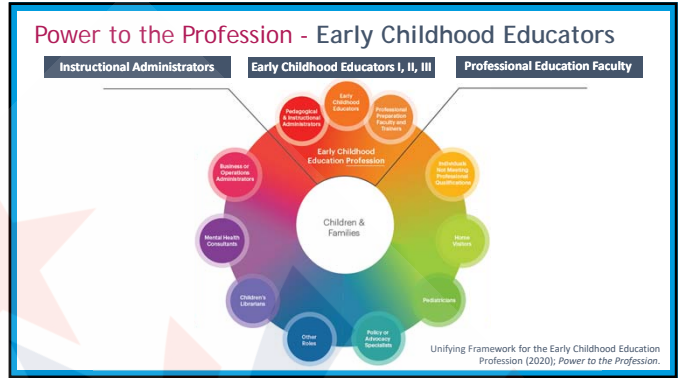 Power to the Profession - Early Childhood Educators
Instructional Administrators
Early Childhood Educators I, II, III
Professional Education Faculty
Early
Childhood
Educators
Pedagogical
& Instructional
Administrators
Professional
Preparation
Faculty and
Trainers
Early Childhood
Education Profession
Business or
Operations
Administrators
Individuals
Not Meeting
Professional
Qualifications
Children &
Families
Mental Health
Consultants
Home
Visitors
Children's
Librarians
Pediatricians
Other
Roles
Policy or
Advocacy
Specialists
Unifying Framework for the Early Childhood Education
Profession (2020); Power to the Profession.